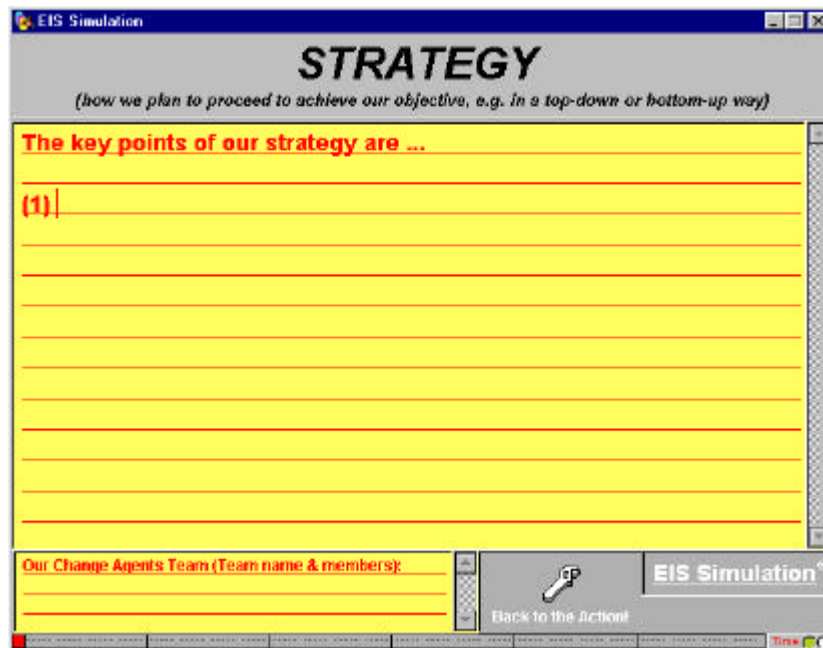 EIS Simulation
STRATEGY
(how we plan to proceed to achieve our objective, e.g. in a top-down or bottom-up way)
The key points of our strategy are ...
(1)
Our Change Agents Team (Team name & members):
Back to the Action!
EIS Simulation
Time